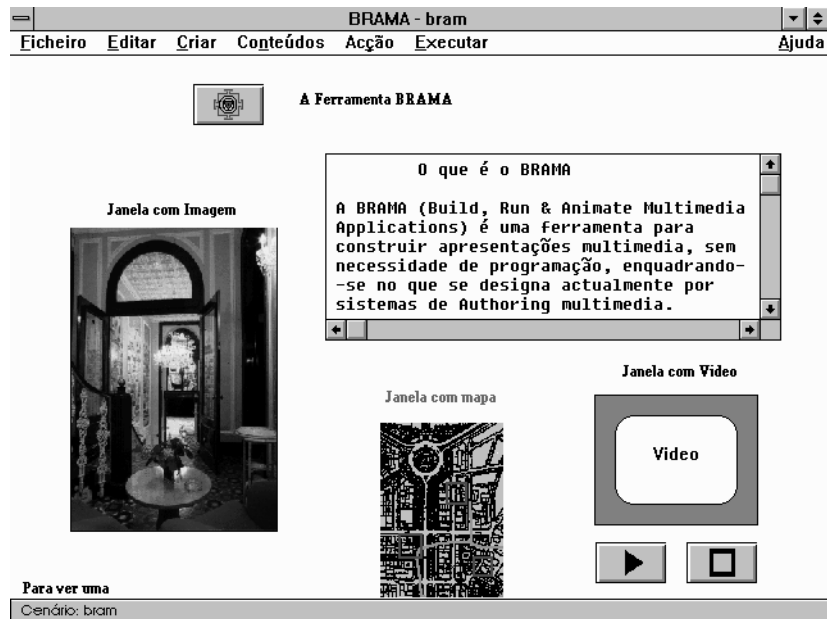 BRAMA - bram
Ficheiro Editar Criar Conteúdos Acção Executar Ajuda
A Ferramenta BRAMA
O que é o BRAMA
A BRAMA (Build, Run & Animate Multimedia
Applications) é uma ferramenta para
construir apresentações multimedia, sem
necessidade de programação, enquadrando-
-se no que se designa actualmente por
sistemas de Authoring multimedia.
Janela com Imagem
Janela com mapa
Janela com Video
Video
Para ver uma
Cenário: bram